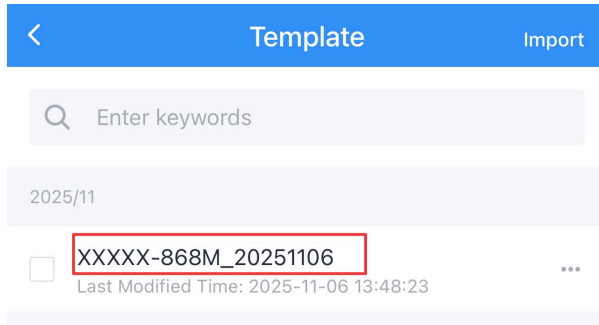 Template
Import
Enter keywords
2025/11
XXXXX-868M_20251106
Last Modified Time: 2025-11-06 13:48:23